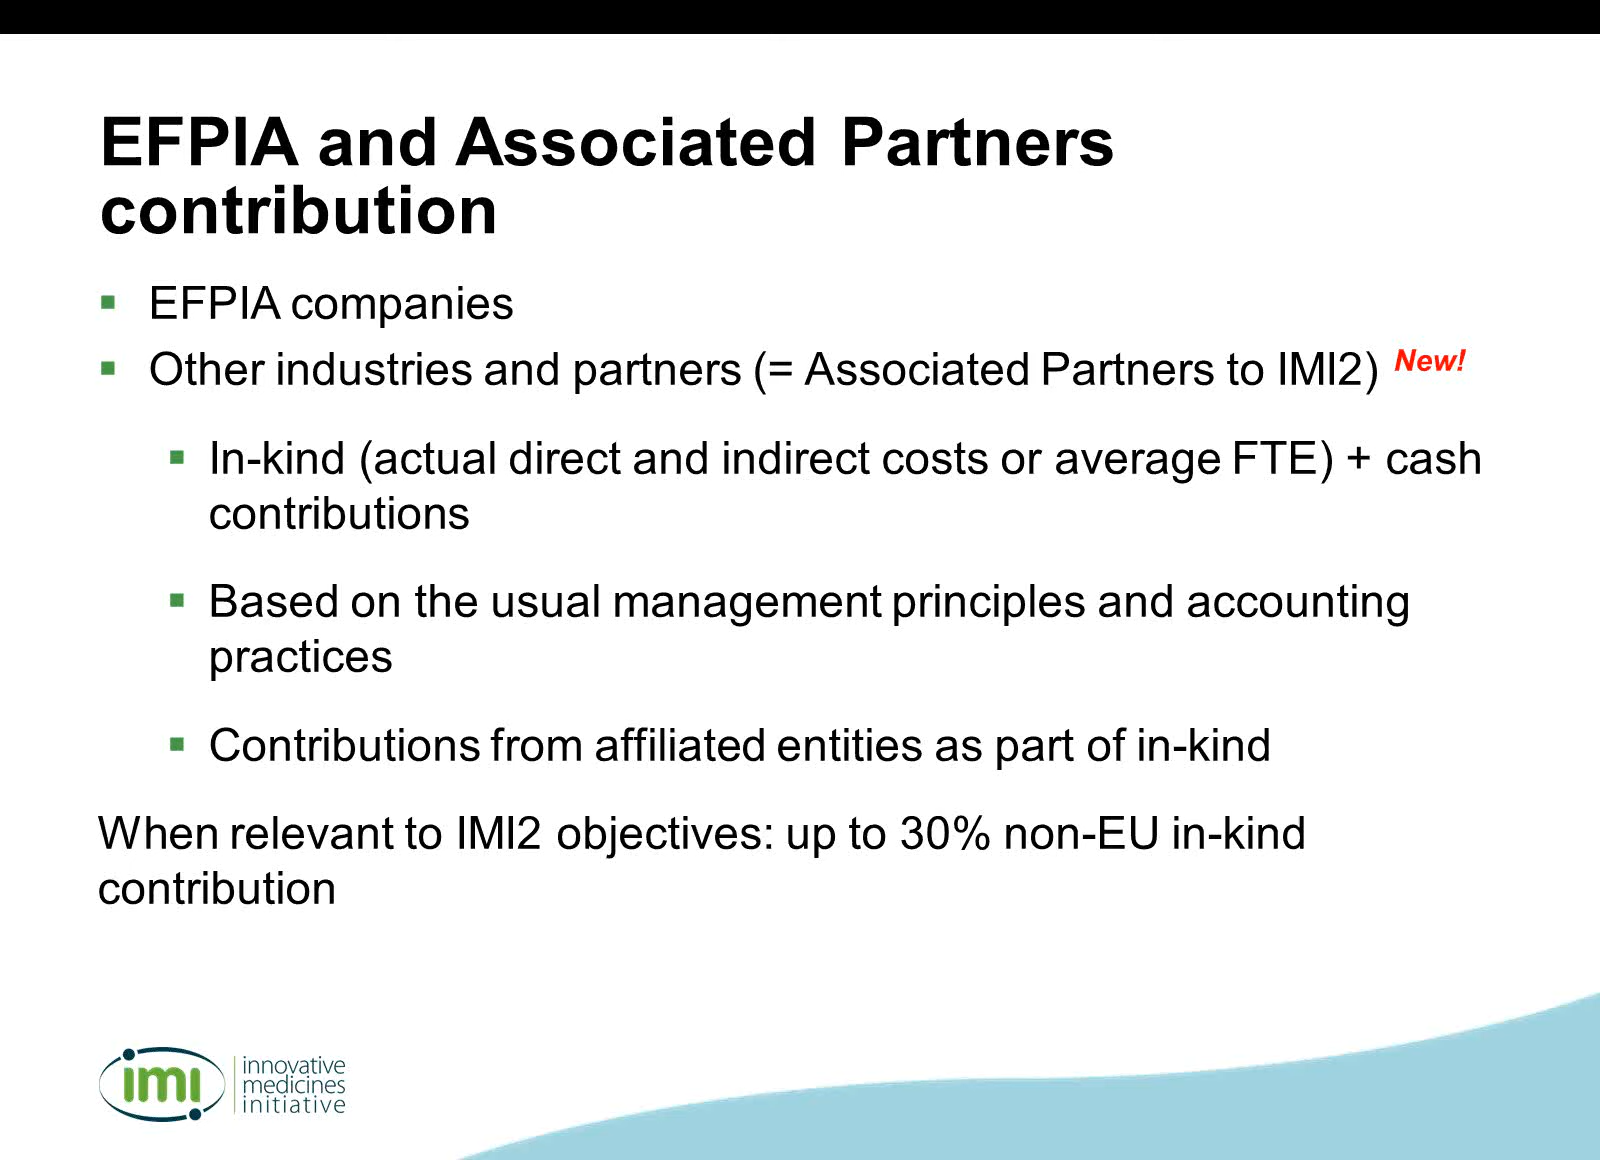 EFPIA and Associated Partners
contribution
▪ EFPIA companies
▪ Other industries and partners (= Associated Partners to IMI2) New!
▪ In-kind (actual direct and indirect costs or average FTE) + cash
contributions
▪ Based on the usual management principles and accounting
practices
▪ Contributions from affiliated entities as part of in-kind
When relevant to IMI2 objectives: up to 30% non-EU in-kind
contribution
imi
innovative
medicines
initiative